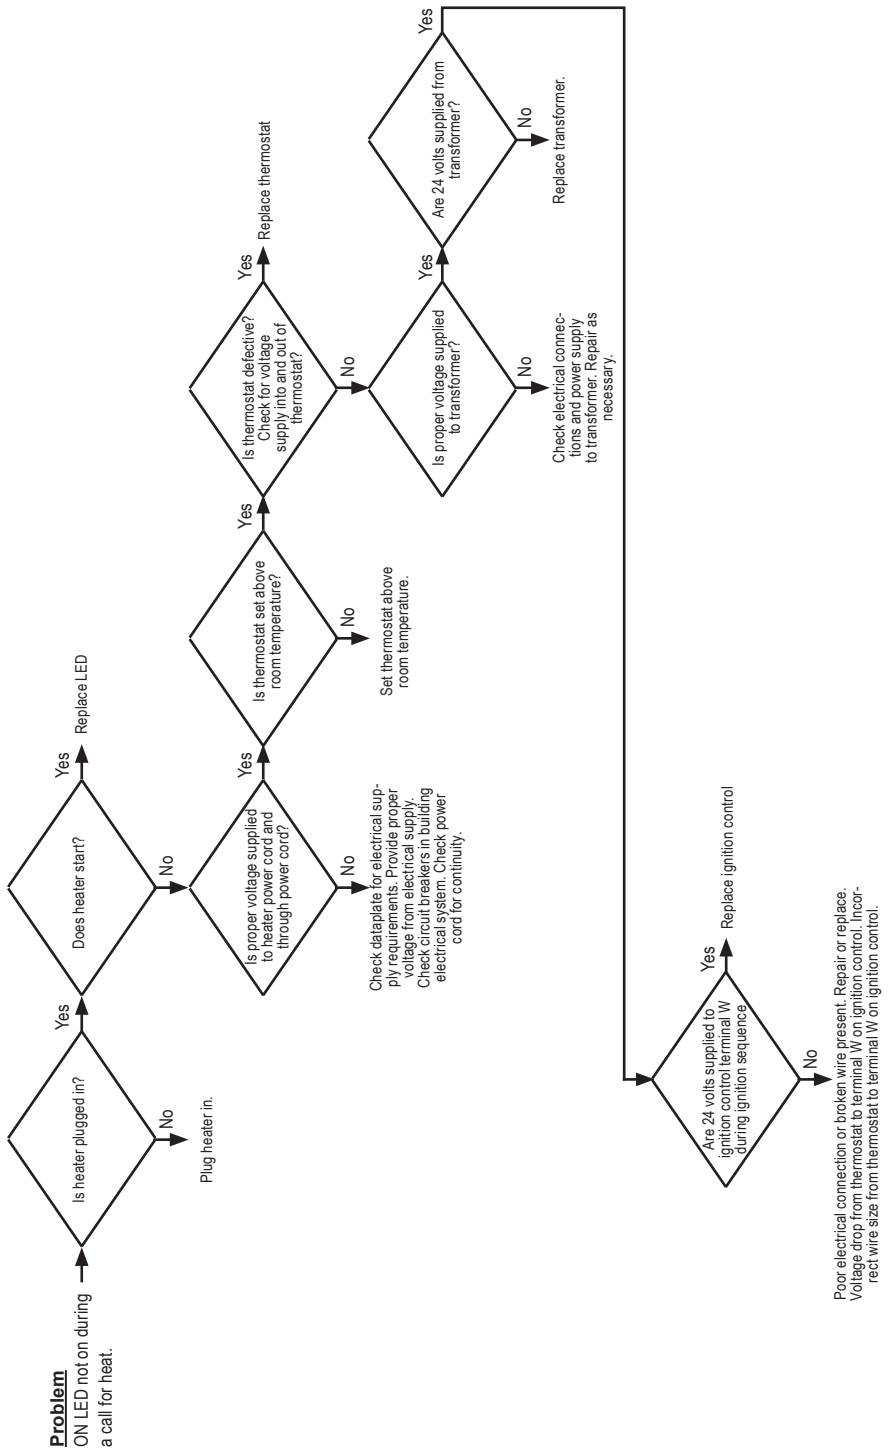 Problem
ON LED not on during
a call for heat.
Is heater plugged in?
Yes
No
Plug heater in.
Does heater start?
Yes
Replace LED
No
Is proper voltage supplied
to heater power cord and
through power cord?
Yes
No
Check dataplate for electrical sup-
ply requirements. Provide proper
voltage from electrical supply.
Check circuit breakers in building
electrical system. Check power
cord for continuity.
Is thermostat set above
room temperature?
Yes
No
Set thermostat above
room temperature.
Is thermostat defective?
Check for voltage
supply into and out of
thermostat?
Yes
Replace thermostat
No
Is proper voltage supplied
to transformer?
Yes
No
Check electrical connec-
tions and power supply
to transformer. Repair as
necessary.
Are 24 volts supplied from
transformer?
Yes
No
Replace transformer.
Are 24 volts supplied to
ignition control terminal W
during ignition sequence
Yes
Replace ignition control
No
Poor electrical connection or broken wire present. Repair or replace.
Voltage drop from thermostat to terminal W on ignition control. Incor-
rect wire size from thermostat to terminal W on ignition control.